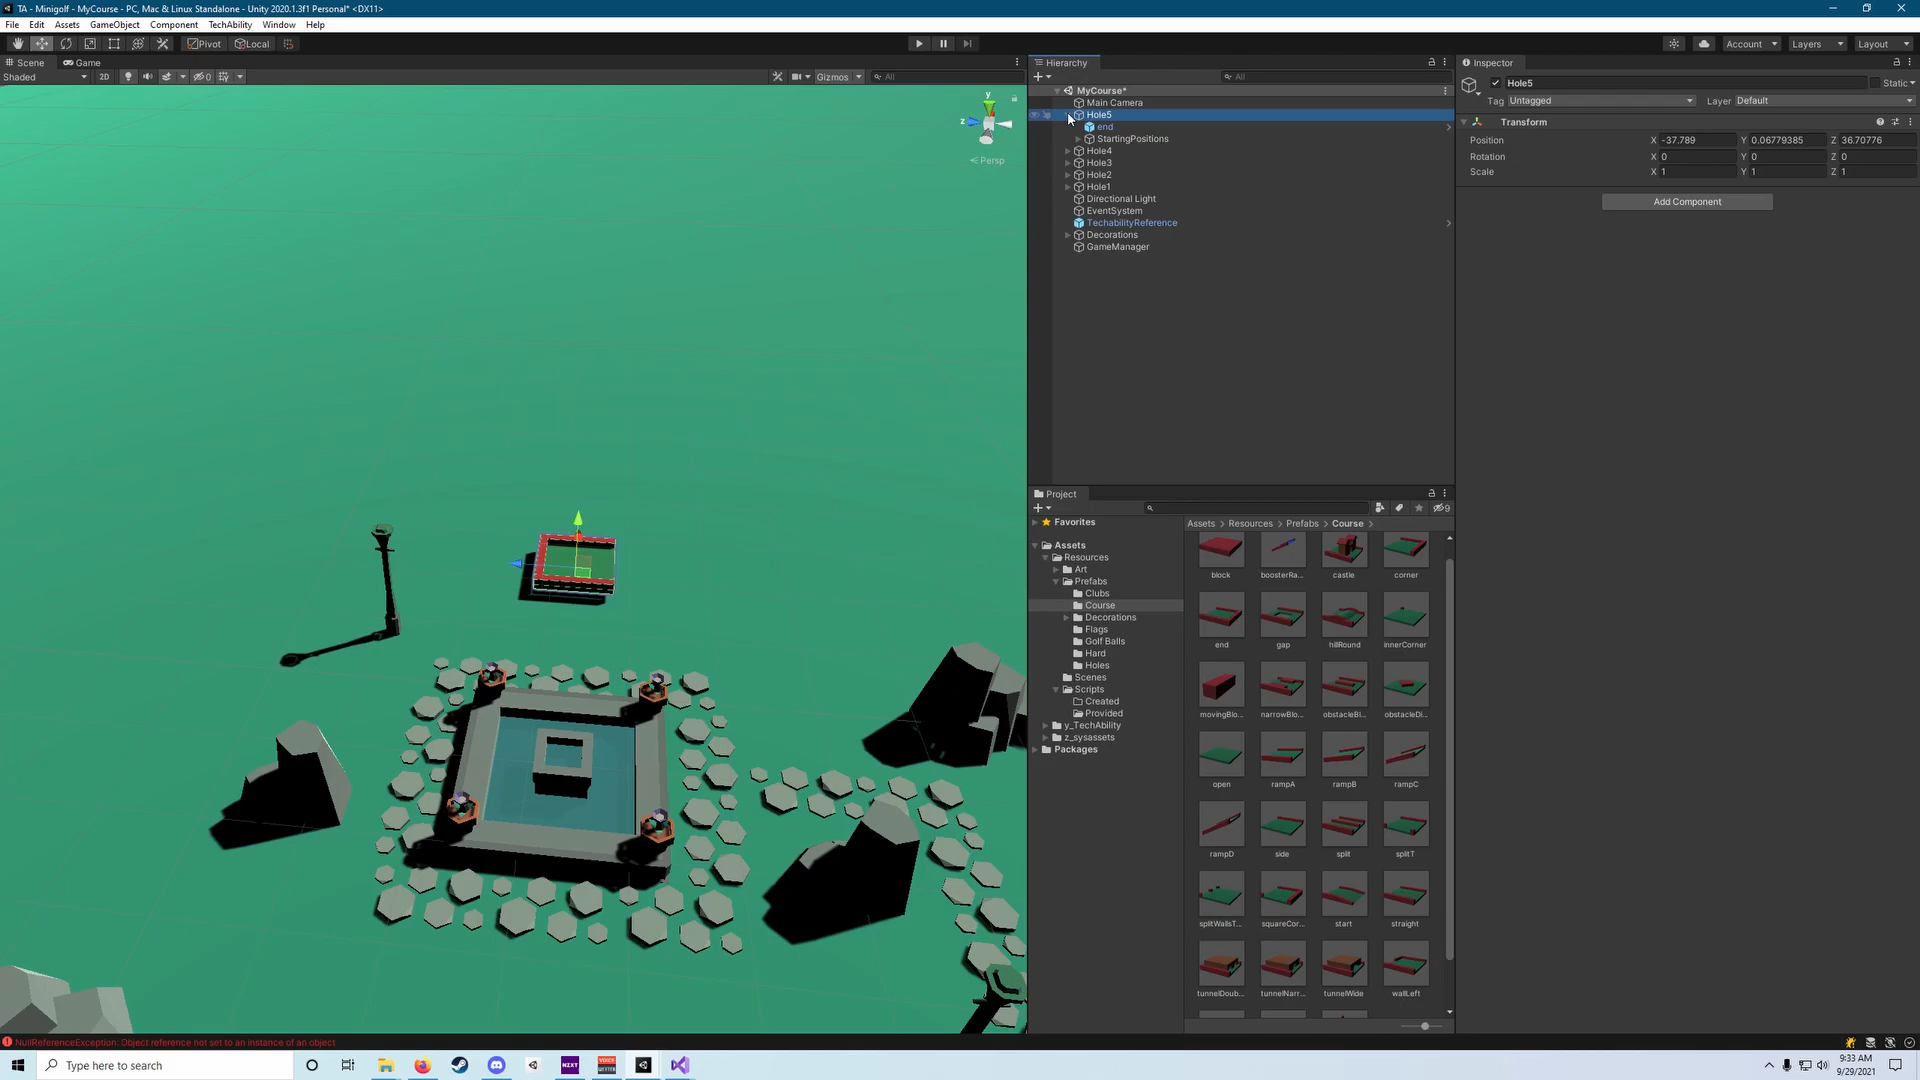 TA - Minigolf - MyCourse - PC, Mac & Linux Standalone - Unity 2020.1.3f1 Personal* <DX11>
File Edit Assets GameObject Component TechAbility Window Help
Pivot Local Account Layers Layout
Scene Game
Shaded 2D 0 Gizmos All
y
z
Persp
Hierarchy
All
MyCourse*
Main Camera
Hole5
end
StartingPositions
Hole4
Hole3
Hole2
Hole1
Directional Light
EventSystem
TechabilityReference
Decorations
GameManager
Inspector
Hole5 Static
Tag Untagged Layer Default
Transform
Position X -37.789 Y 0.06779385 Z 36.70776
Rotation X 0 Y 0 Z 0
Scale X 1 Y 1 Z 1
Add Component
Project
9
Favorites
Assets
Resources
Art
Prefabs
Clubs
Course
Decorations
Flags
Golf Balls
Hard
Holes
Scenes
Scripts
Created
Provided
y_TechAbility
z_sysassets
Packages
Assets > Resources > Prefabs > Course >
block boosterRa... castle corner
end gap hillRound innerCorner
movingBlo... narrowBlo... obstacleBl... obstacleDi...
open rampA rampB rampC
rampD side split splitT
splitWallsT... squareCor... start straight
tunnelDoub... tunnelNarr... tunnelWide wallLeft
NullReferenceException: Object reference not set to an instance of an object
Type here to search
NZXT
9:33 AM
9/29/2021